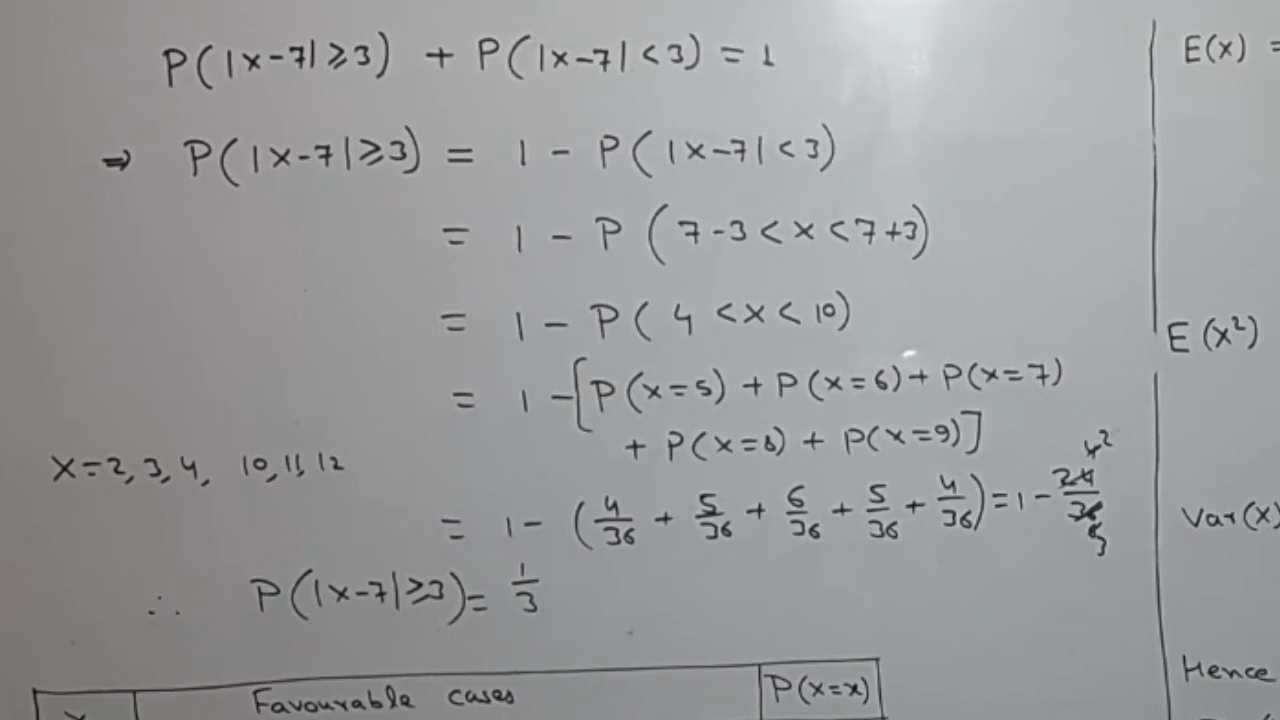 P(|x-7|≥3) + P(|x-7|<3) = 1
⇒ P(|x-7|≥3) = 1 - P(|x-7|<3)
= 1 - P(7-3<x<7+3)
= 1 - P(4<x<10)
= 1 - [P(x=5) + P(x=6) + P(x=7)
+ P(x=8) + P(x=9)]
x=2, 3, 4, 10, 11, 12
= 1 - (4/36 + 5/36 + 6/36 + 5/36 + 4/36) = 1 - 24/36
∴ P(|x-7|≥3) = 1/3
x Favourable cases P(x=x)
E(x) =
E(x²)
Var(x)
Hence